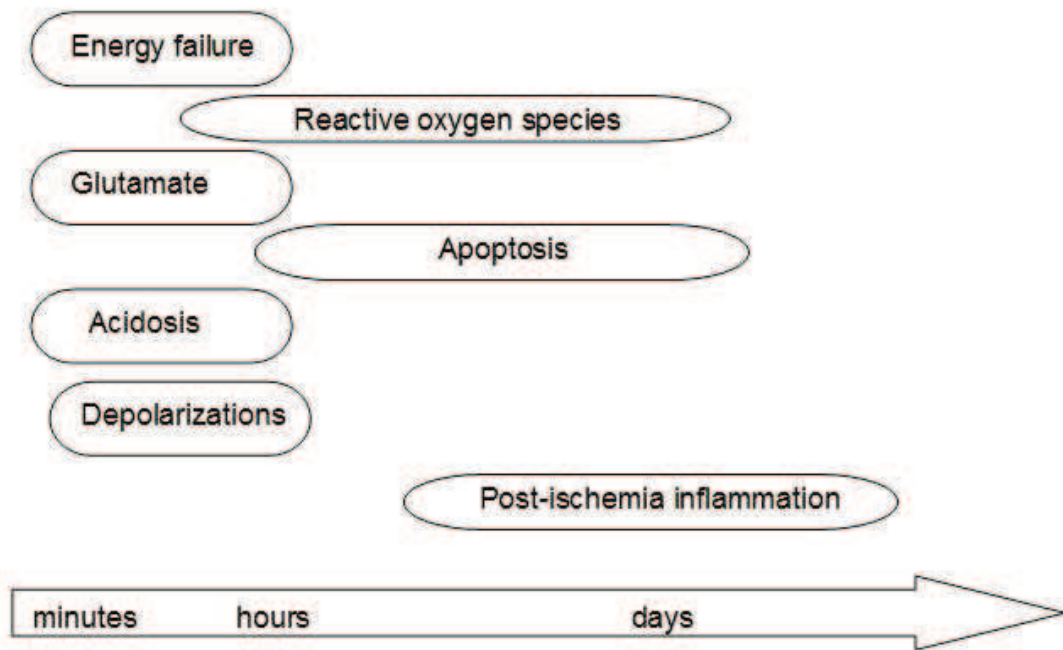 Energy failure
Reactive oxygen species
Glutamate
Apoptosis
Acidosis
Depolarizations
Post-ischemia inflammation
minutes hours days